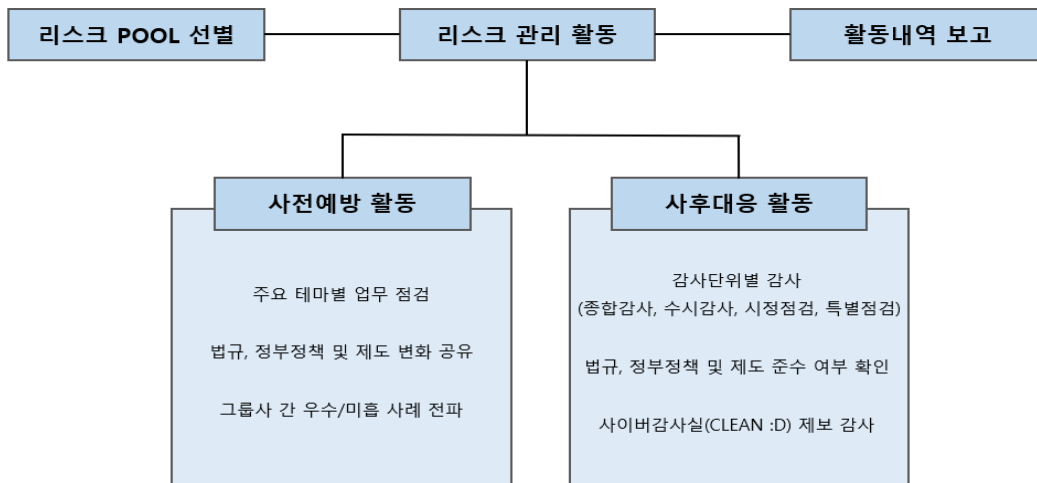 리스크 POOL 선별
리스크 관리 활동
활동내역 보고
사전예방 활동
주요 테마별 업무 점검
법규, 정부정책 및 제도 변화 공유
그룹사 간 우수/미흡 사례 전파
사후대응 활동
감사단위별 감사
(종합감사, 수시감사, 시정점검, 특별점검)
법규, 정부정책 및 제도 준수 여부 확인
사이버감사실(CLEAN :D) 제보 감사